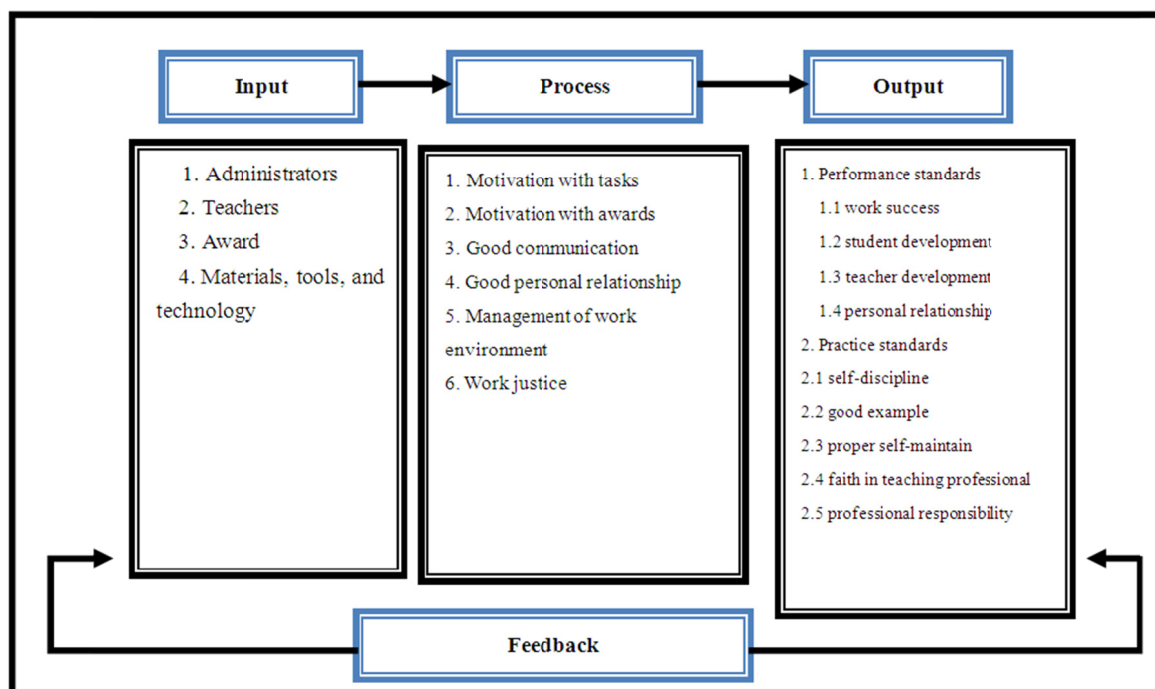 Input
Process
Output
1. Administrators
2. Teachers
3. Award
4. Materials, tools, and
technology
1. Motivation with tasks
2. Motivation with awards
3. Good communication
4. Good personal relationship
5. Management of work
environment
6. Work justice
1. Performance standards
1.1 work success
1.2 student development
1.3 teacher development
1.4 personal relationship
2. Practice standards
2.1 self-discipline
2.2 good example
2.3 proper self-maintain
2.4 faith in teaching professional
2.5 professional responsibility
Feedback